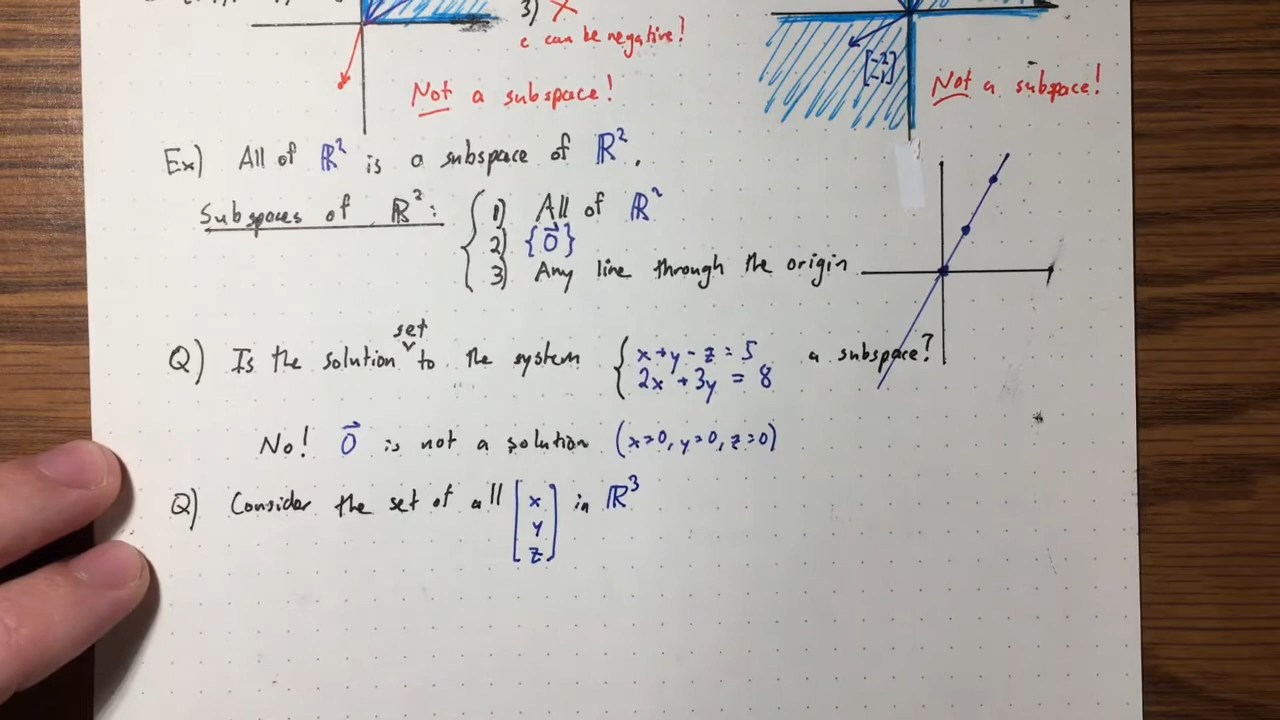 3) ✗
c can be negative!
Not a subspace!
[-2 -1]
Not a subspace!
Ex) All of ℝ² is a subspace of ℝ².
Subspaces of ℝ²: { 1) All of ℝ²
2) {0⃗}
3) Any line through the origin
set
Q) Is the solution to the system { x+y-z=5 a subspace?
2x+3y=8
No! 0⃗ is not a solution (x=0, y=0, z=0)
Q) Consider the set of all [x y z] in ℝ³